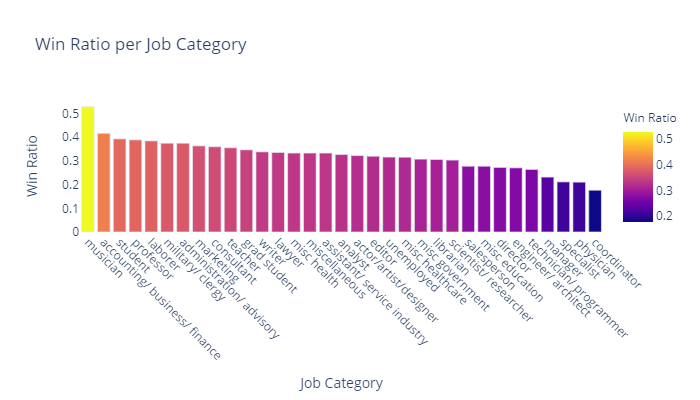 Win Ratio per Job Category
Win Ratio
0.5
0.4
0.3
0.2
0.1
0
musician
accounting/ business/ finance
student
professor
laborer
military/ clergy
administration/ advisory
marketing
consultant
teacher
grad student
writer
lawyer
misc health
miscellaneous
assistant/ service industry
analyst
actor/artist/designer
editor
unemployed
misc healthcare
misc government
librarian
scientist/ researcher
salesperson
misc education
director
engineer/ architect
technician/ programmer
manager
specialist
physician
coordinator
Job Category
Win Ratio
0.5
0.4
0.3
0.2